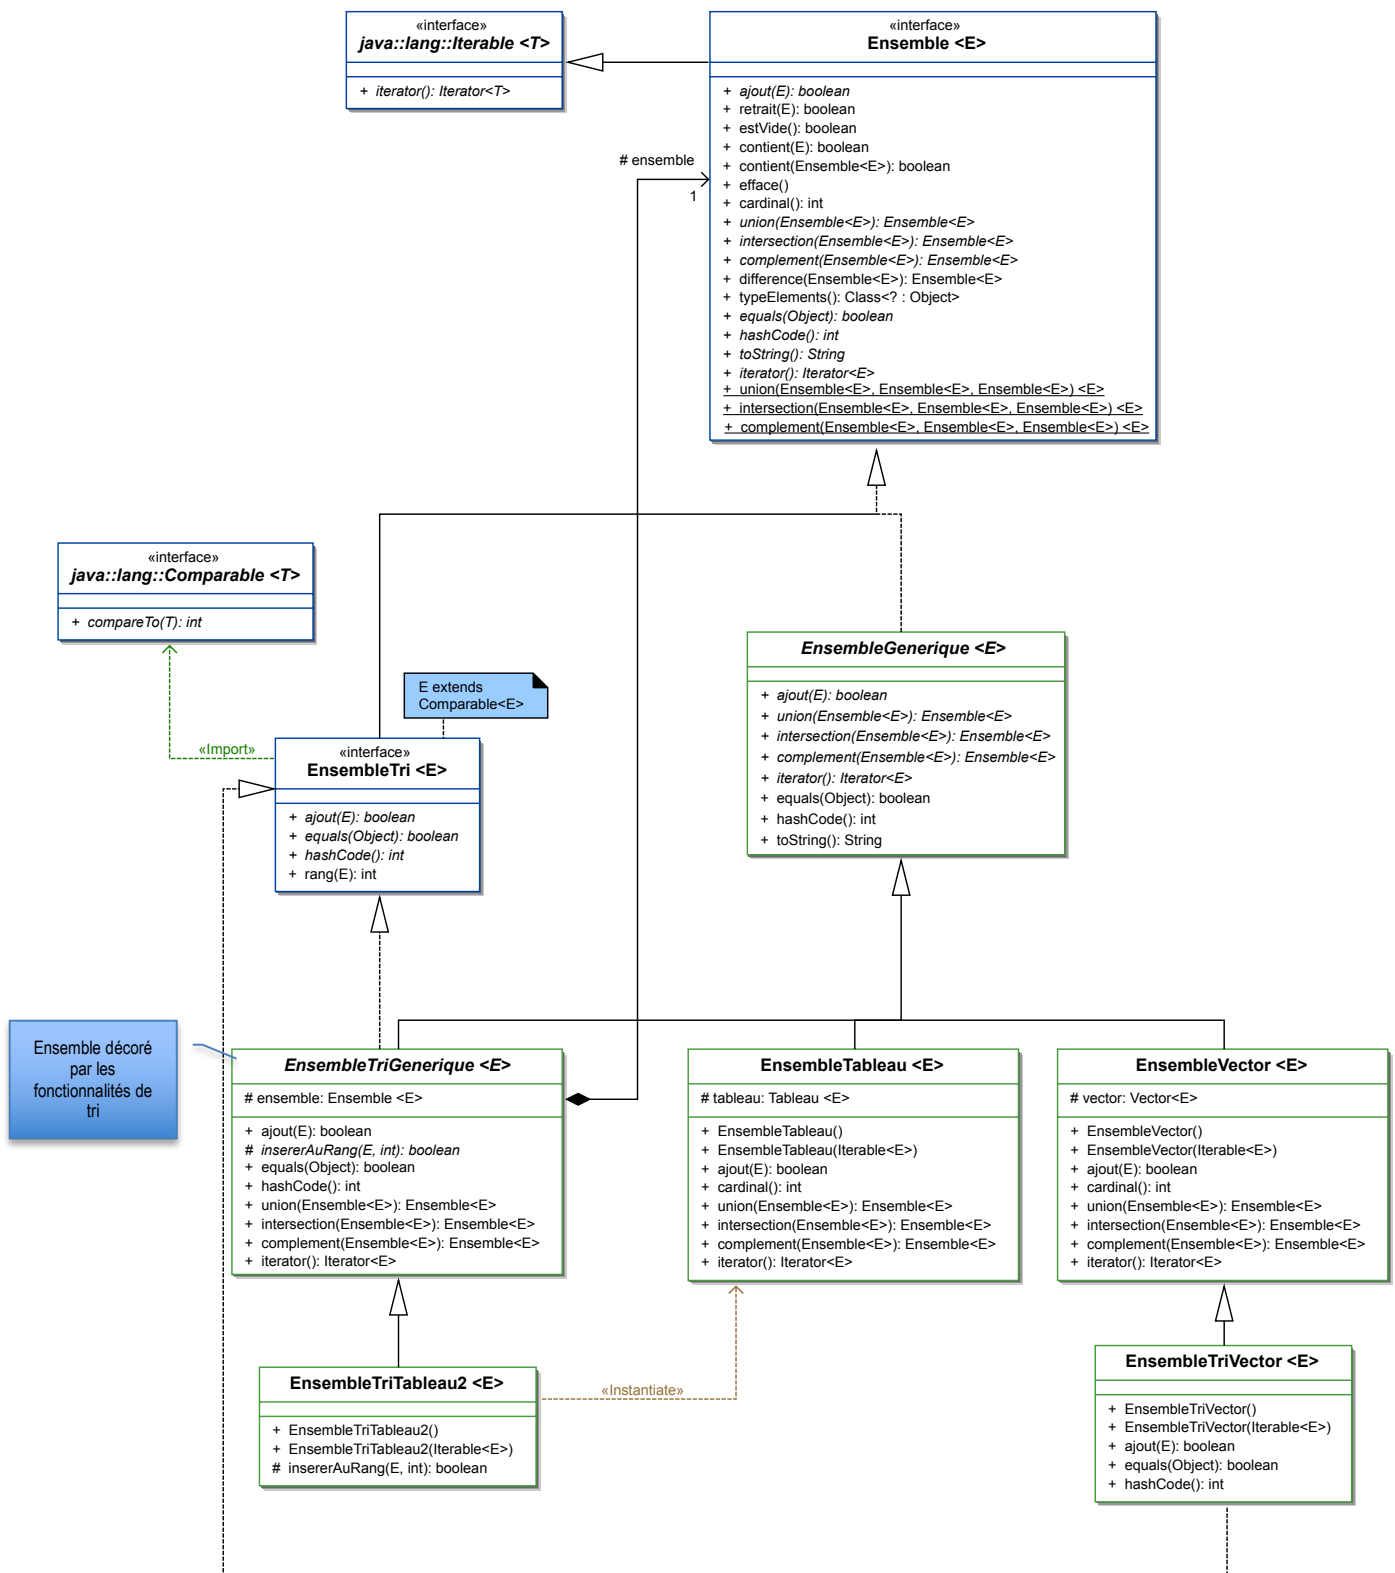 «interface»
java::lang::Iterable <T>
+ iterator(): Iterator<T>
«interface»
Ensemble <E>
+ ajout(E): boolean
+ retrait(E): boolean
+ estVide(): boolean
+ contient(E): boolean
+ contient(Ensemble<E>): boolean
+ efface()
+ cardinal(): int
+ union(Ensemble<E>): Ensemble<E>
+ intersection(Ensemble<E>): Ensemble<E>
+ complement(Ensemble<E>): Ensemble<E>
+ difference(Ensemble<E>): Ensemble<E>
+ typeElements(): Class<? : Object>
+ equals(Object): boolean
+ hashCode(): int
+ toString(): String
+ iterator(): Iterator<E>
+ union(Ensemble<E>, Ensemble<E>, Ensemble<E>) <E>
+ intersection(Ensemble<E>, Ensemble<E>, Ensemble<E>) <E>
+ complement(Ensemble<E>, Ensemble<E>, Ensemble<E>) <E>
# ensemble
1
«interface»
java::lang::Comparable <T>
+ compareTo(T): int
E extends
Comparable<E>
«Import»
«interface»
EnsembleTri <E>
+ ajout(E): boolean
+ equals(Object): boolean
+ hashCode(): int
+ rang(E): int
EnsembleGenerique <E>
+ ajout(E): boolean
+ union(Ensemble<E>): Ensemble<E>
+ intersection(Ensemble<E>): Ensemble<E>
+ complement(Ensemble<E>): Ensemble<E>
+ iterator(): Iterator<E>
+ equals(Object): boolean
+ hashCode(): int
+ toString(): String
Ensemble décoré
par les
fonctionnalités de
tri
EnsembleTriGenerique <E>
# ensemble: Ensemble <E>
+ ajout(E): boolean
# insererAuRang(E, int): boolean
+ equals(Object): boolean
+ hashCode(): int
+ union(Ensemble<E>): Ensemble<E>
+ intersection(Ensemble<E>): Ensemble<E>
+ complement(Ensemble<E>): Ensemble<E>
+ iterator(): Iterator<E>
EnsembleTableau <E>
# tableau: Tableau <E>
+ EnsembleTableau()
+ EnsembleTableau(Iterable<E>)
+ ajout(E): boolean
+ cardinal(): int
+ union(Ensemble<E>): Ensemble<E>
+ intersection(Ensemble<E>): Ensemble<E>
+ complement(Ensemble<E>): Ensemble<E>
+ iterator(): Iterator<E>
EnsembleVector <E>
# vector: Vector<E>
+ EnsembleVector()
+ EnsembleVector(Iterable<E>)
+ ajout(E): boolean
+ cardinal(): int
+ union(Ensemble<E>): Ensemble<E>
+ intersection(Ensemble<E>): Ensemble<E>
+ complement(Ensemble<E>): Ensemble<E>
+ iterator(): Iterator<E>
EnsembleTriTableau2 <E>
+ EnsembleTriTableau2()
+ EnsembleTriTableau2(Iterable<E>)
# insererAuRang(E, int): boolean
«Instantiate»
EnsembleTriVector <E>
+ EnsembleTriVector()
+ EnsembleTriVector(Iterable<E>)
+ ajout(E): boolean
+ equals(Object): boolean
+ hashCode(): int